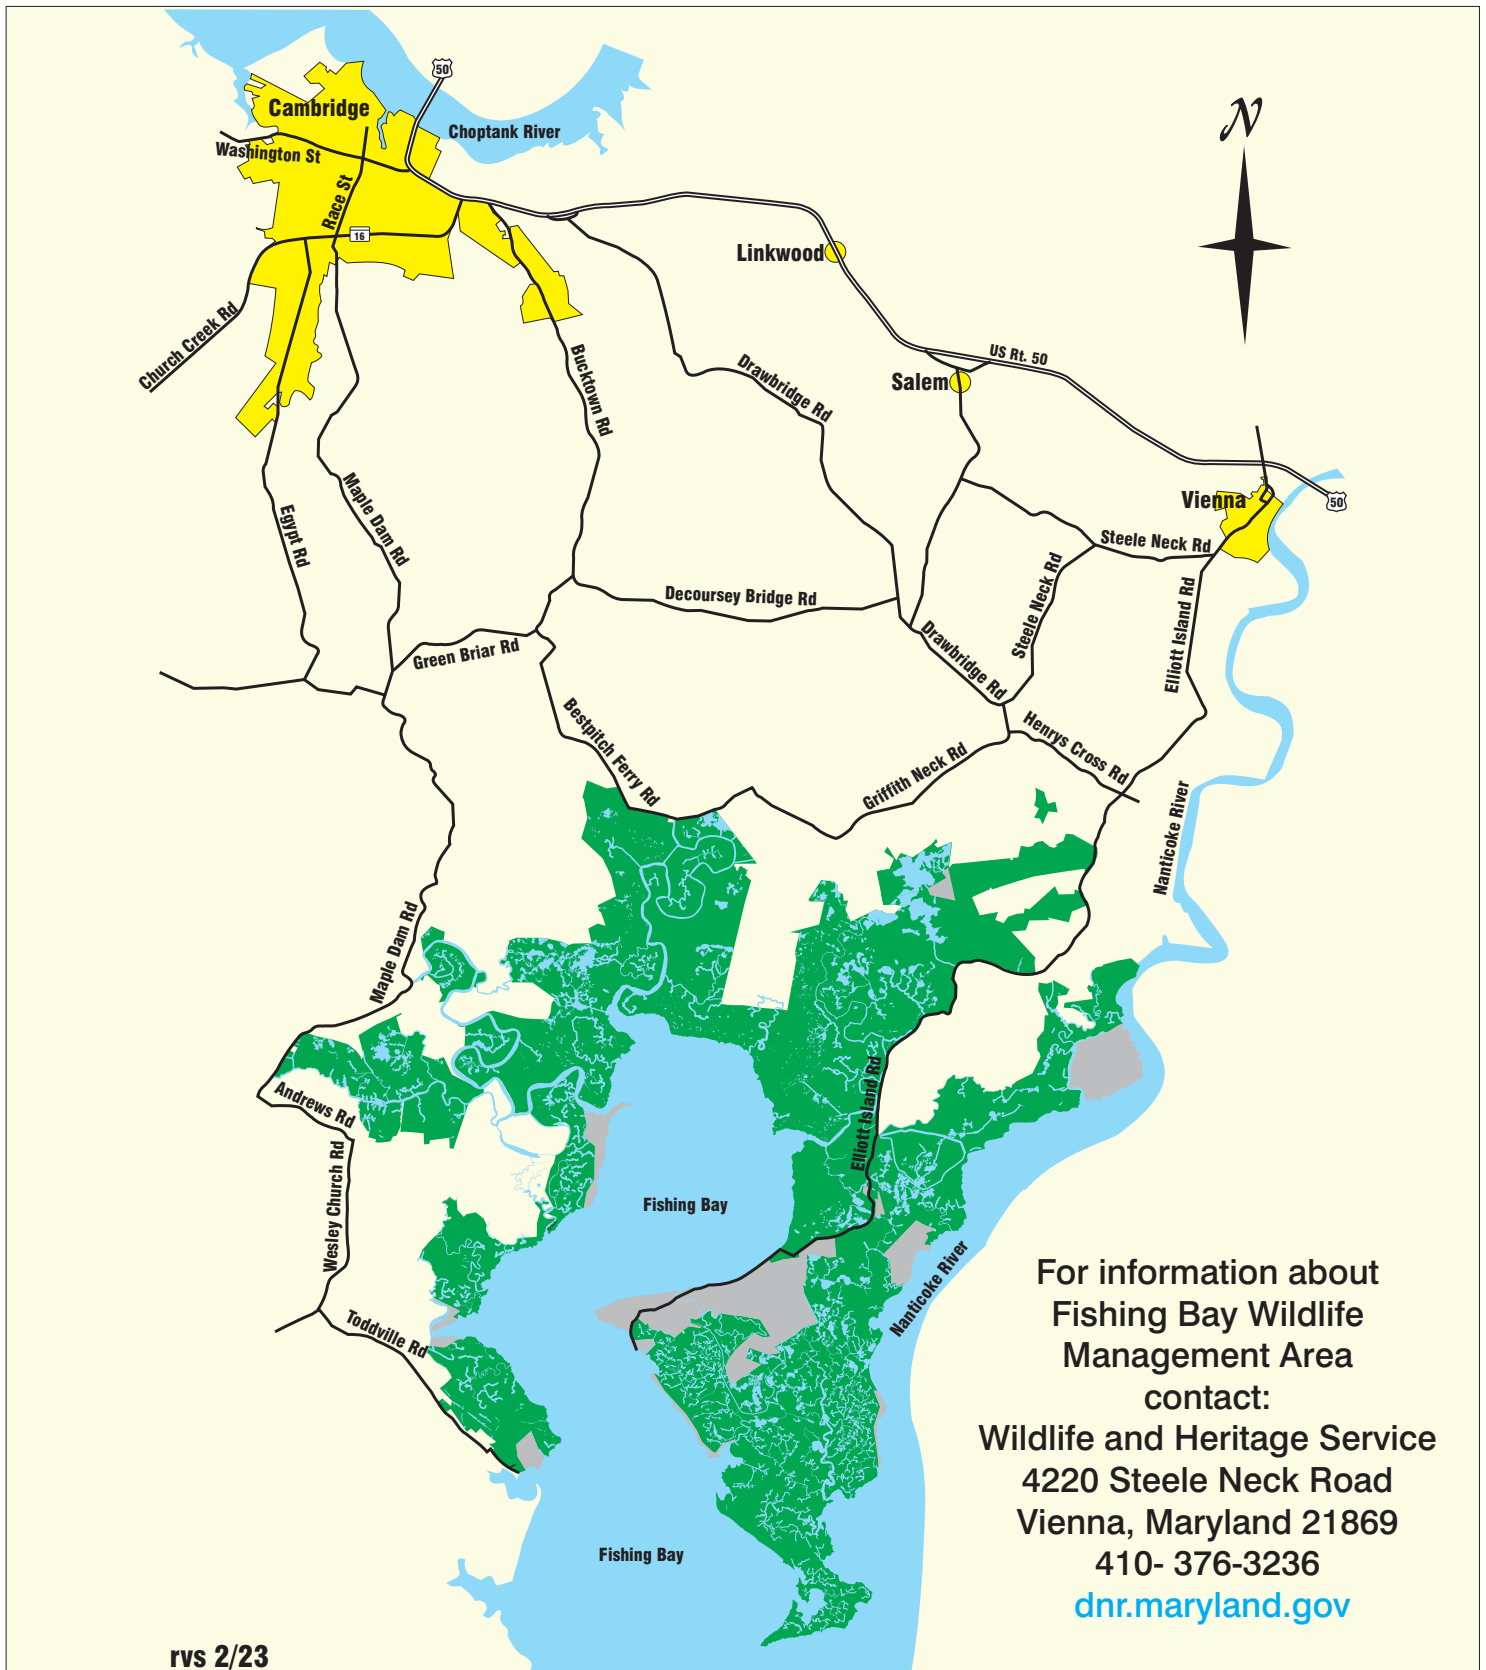 50
Cambridge
Choptank River
N
Washington St
Race St
16
Linkwood
Church Creek Rd
Bucktown Rd
Drawbridge Rd
US Rt. 50
Salem
Vienna
50
Maple Dam Rd
Egypt Rd
Steele Neck Rd
Steele Neck Rd
Elliott Island Rd
Decoursey Bridge Rd
Green Briar Rd
Drawbridge Rd
Bestpitch Ferry Rd
Henrys Cross Rd
Griffith Neck Rd
Nanticoke River
Maple Dam Rd
Andrews Rd
Elliott Island Rd
Wesley Church Rd
Fishing Bay
Nanticoke River
Toddville Rd
Fishing Bay
For information about
Fishing Bay Wildlife
Management Area
contact:
Wildlife and Heritage Service
4220 Steele Neck Road
Vienna, Maryland 21869
410- 376-3236
dnr.maryland.gov
rvs 2/23